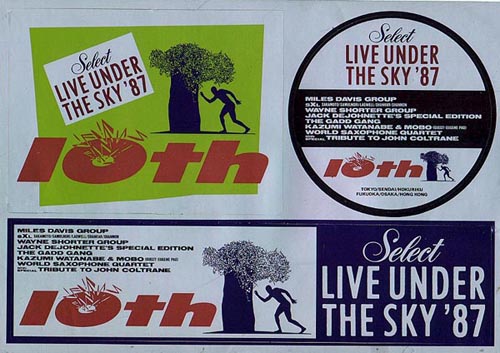 Select
LIVE UNDER
THE SKY '87
10th
Select
LIVE UNDER
THE SKY '87
MILES DAVIS GROUP
SXL
WAYNE SHORTER GROUP
JACK DEJOHNETTE'S SPECIAL EDITION
THE GADD GANG
KAZUMI WATANABE & MOBO
WORLD SAXOPHONE QUARTET
SPECIAL TRIBUTE TO JOHN COLTRANE
10th
TOKYO/SENDAI/HOKURIKU
FUKUOKA/OSAKA/HONG KONG
MILES DAVIS GROUP
SXL
WAYNE SHORTER GROUP
JACK DEJOHNETTE'S SPECIAL EDITION
THE GADD GANG
KAZUMI WATANABE & MOBO
WORLD SAXOPHONE QUARTET
SPECIAL TRIBUTE TO JOHN COLTRANE
10th
Select
LIVE UNDER
THE SKY '87